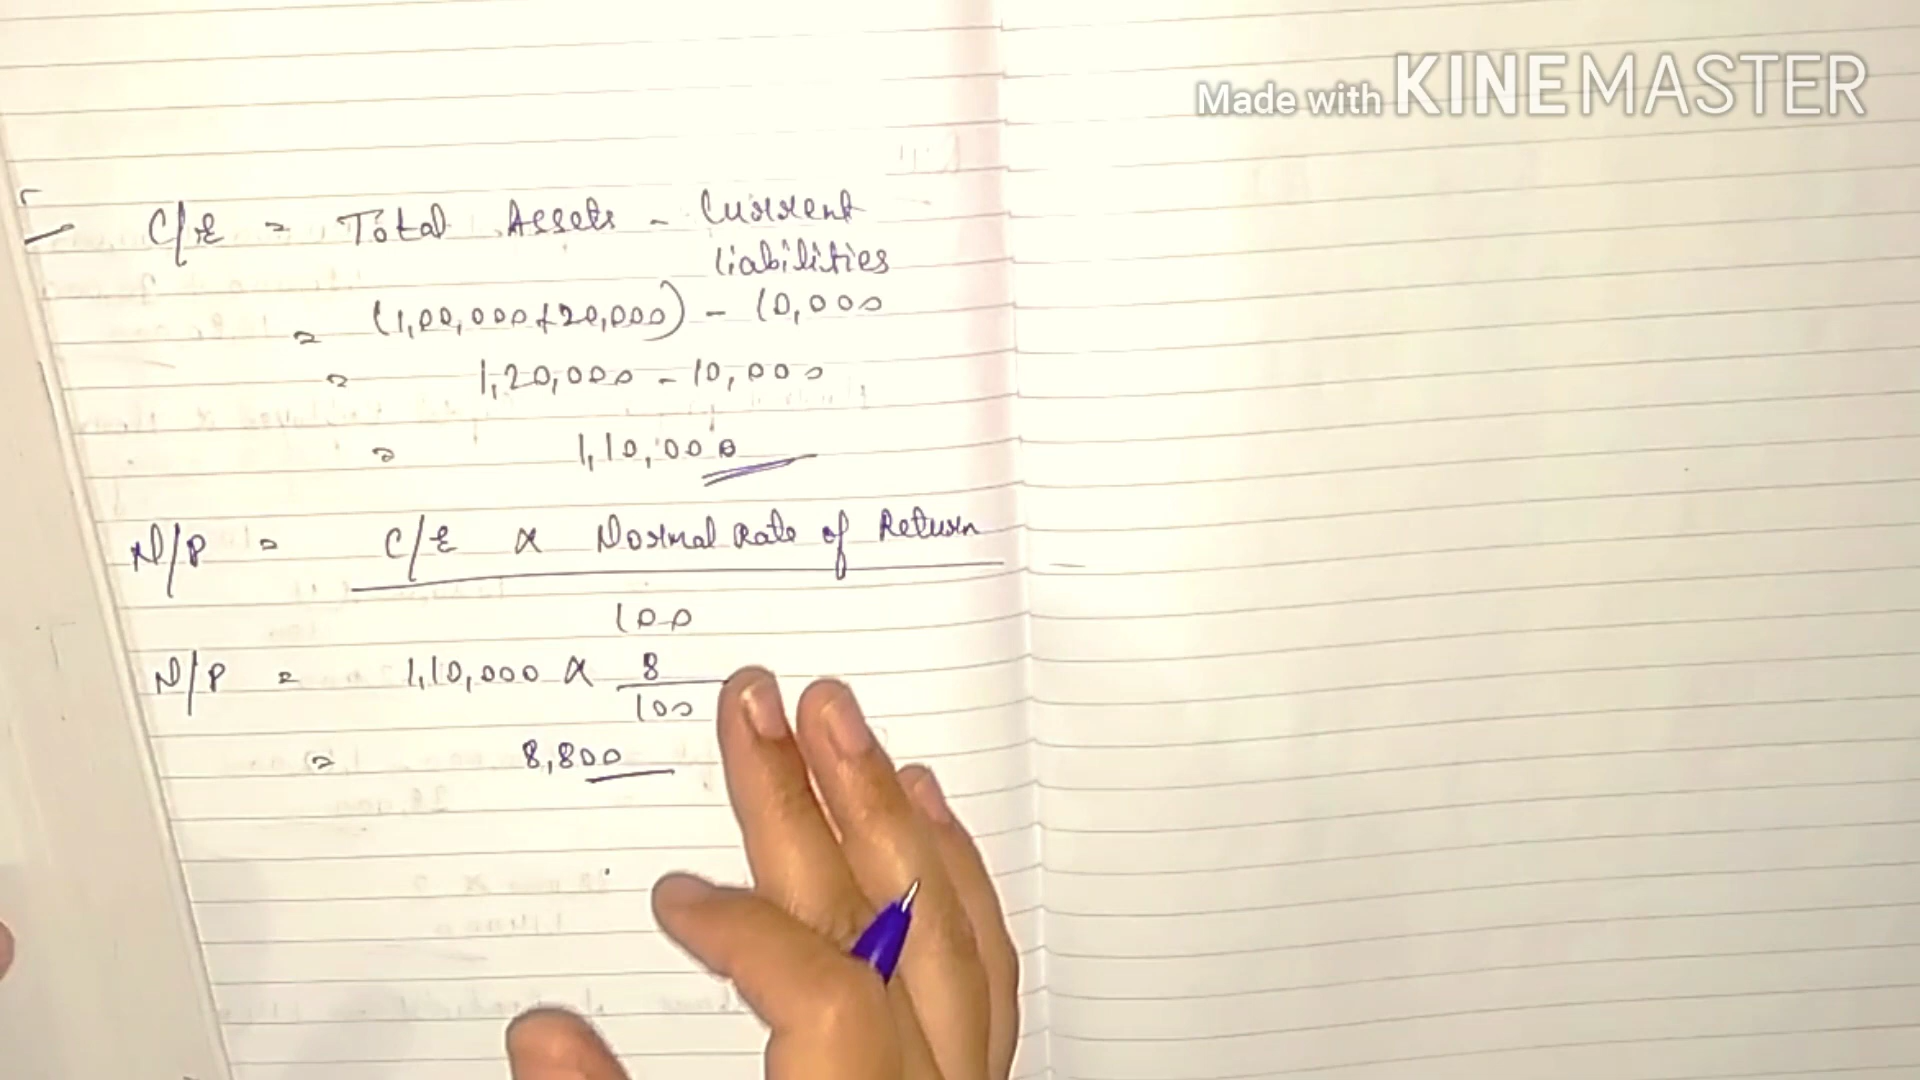 Made with KINEMASTER
C/E = Total Assets - Current
liabilities
= (1,00,000+20,000) - 10,000
= 1,20,000 - 10,000
= 1,10,000
N/P = C/E × Normal Rate of Return
100
N/P = 1,10,000 × 8
100
= 8,800